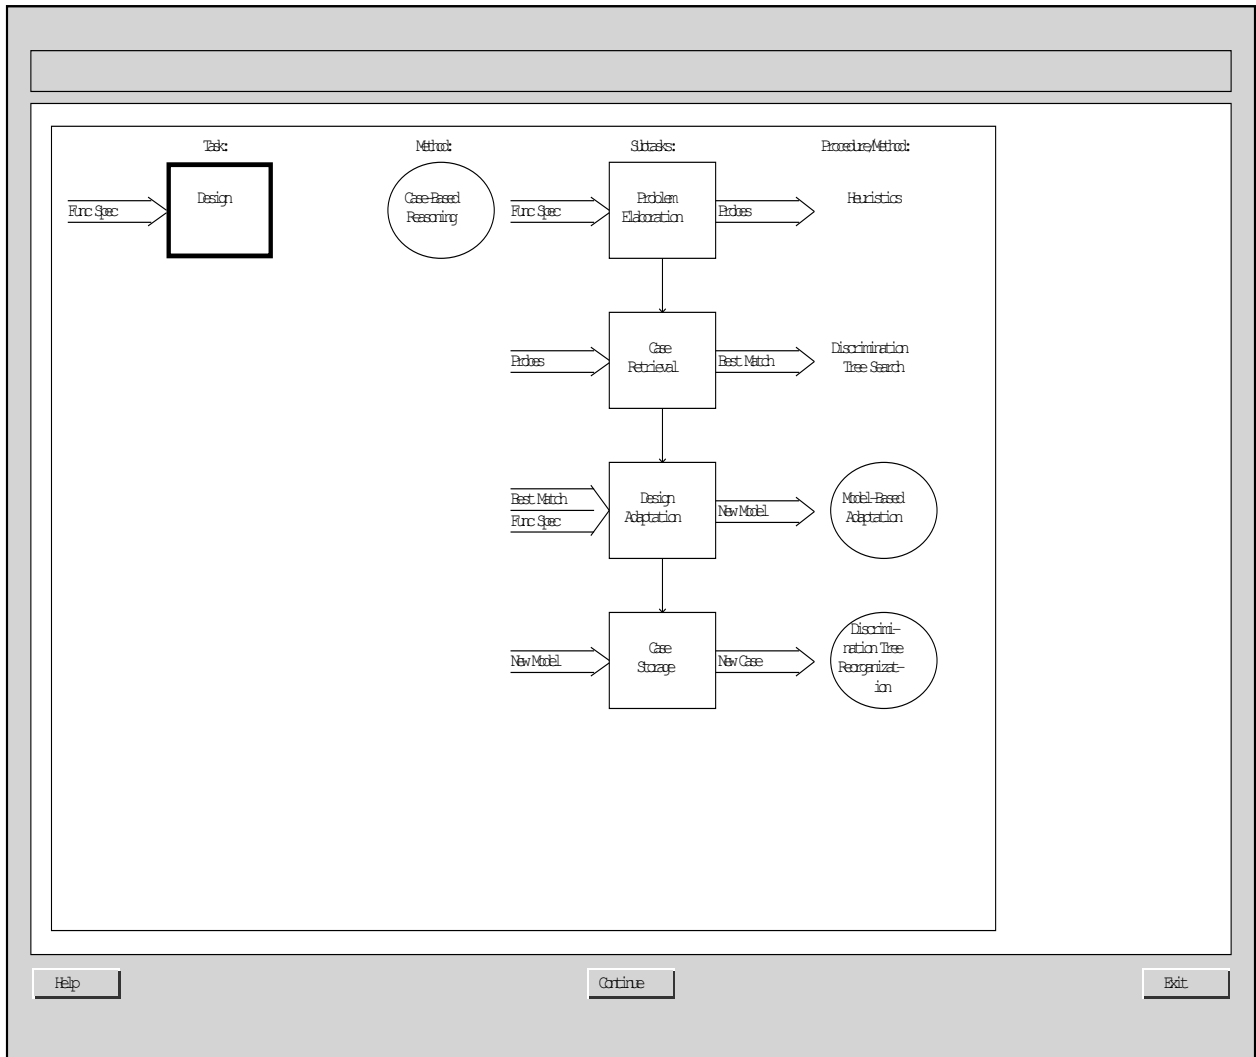 Task:
Method:
Subtasks:
Procedure/Method:
Func Spec
Design
Case-Based
Reasoning
Func Spec
Problem
Elaboration
Probes
Heuristics
Probes
Case
Retrieval
Best Match
Discrimination
Tree Search
Best Match
Func Spec
Design
Adaptation
New Model
Model-Based
Adaptation
New Model
Case
Storage
New Case
Discrimi-
nation Tree
Reorganizat-
ion
Help
Continue
Exit